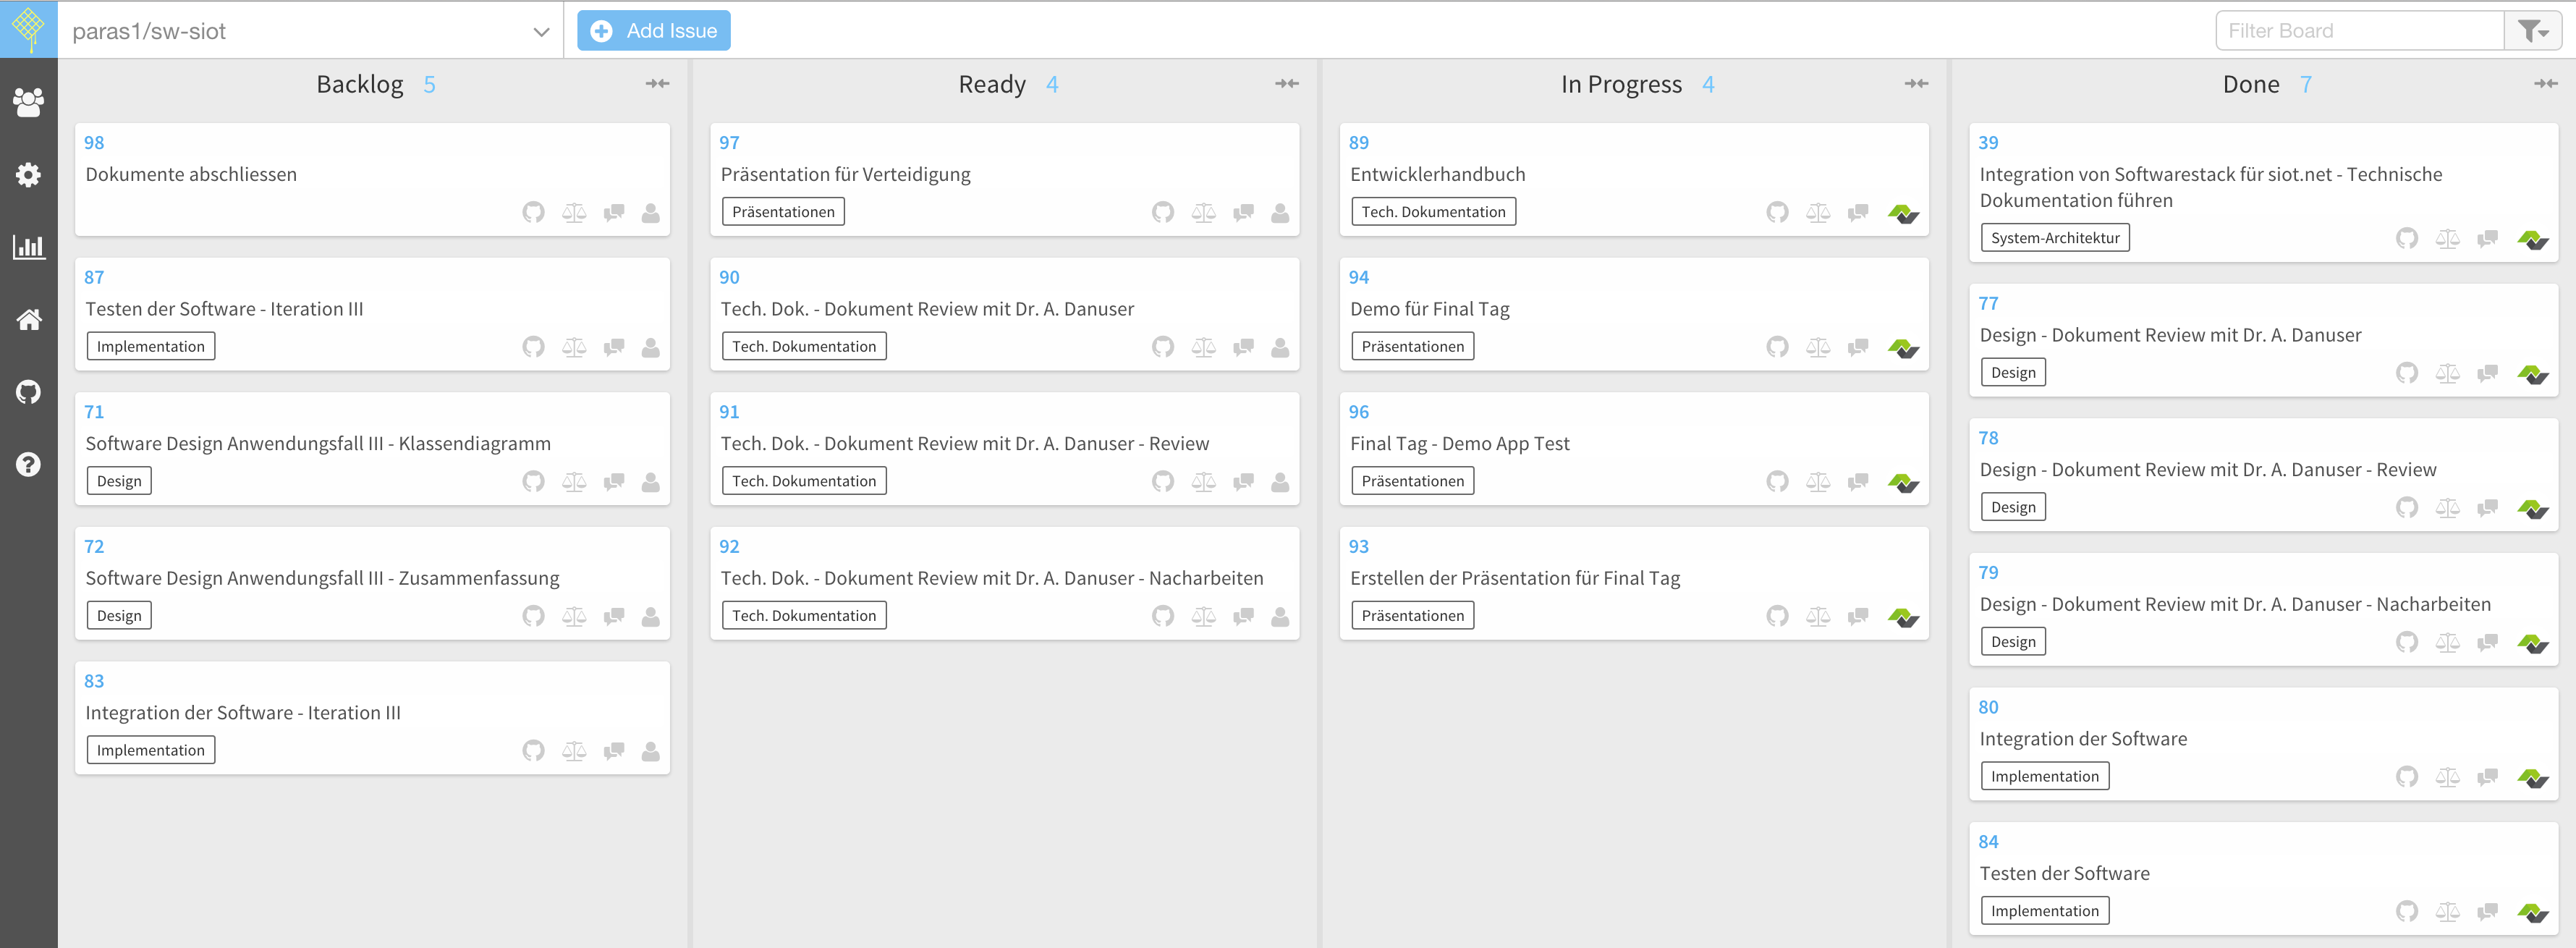 paras1/sw-siot
Add Issue
Filter Board
Backlog 5
98
Dokumente abschliessen
87
Testen der Software - Iteration III
Implementation
71
Software Design Anwendungsfall III - Klassendiagramm
Design
72
Software Design Anwendungsfall III - Zusammenfassung
Design
83
Integration der Software - Iteration III
Implementation
Ready 4
97
Präsentation für Verteidigung
Präsentationen
90
Tech. Dok. - Dokument Review mit Dr. A. Danuser
Tech. Dokumentation
91
Tech. Dok. - Dokument Review mit Dr. A. Danuser - Review
Tech. Dokumentation
92
Tech. Dok. - Dokument Review mit Dr. A. Danuser - Nacharbeiten
Tech. Dokumentation
In Progress 4
89
Entwicklerhandbuch
Tech. Dokumentation
94
Demo für Final Tag
Präsentationen
96
Final Tag - Demo App Test
Präsentationen
93
Erstellen der Präsentation für Final Tag
Präsentationen
Done 7
39
Integration von Softwarestack für siot.net - Technische
Dokumentation führen
System-Architektur
77
Design - Dokument Review mit Dr. A. Danuser
Design
78
Design - Dokument Review mit Dr. A. Danuser - Review
Design
79
Design - Dokument Review mit Dr. A. Danuser - Nacharbeiten
Design
80
Integration der Software
Implementation
84
Testen der Software
Implementation